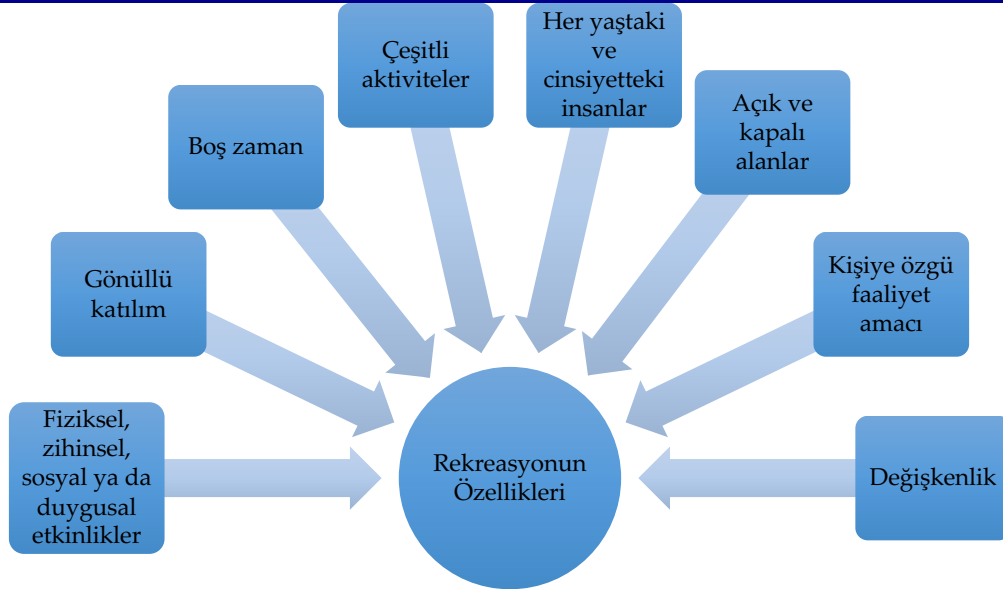 Fiziksel,
zihinsel,
sosyal ya da
duygusal
etkinlikler
Gönüllü
katılım
Boş zaman
Çeşitli
aktiviteler
Her yaştaki
ve
cinsiyetteki
insanlar
Açık ve
kapalı
alanlar
Kişiye özgü
faaliyet
amacı
Değişkenlik
Rekreasyonun
Özellikleri